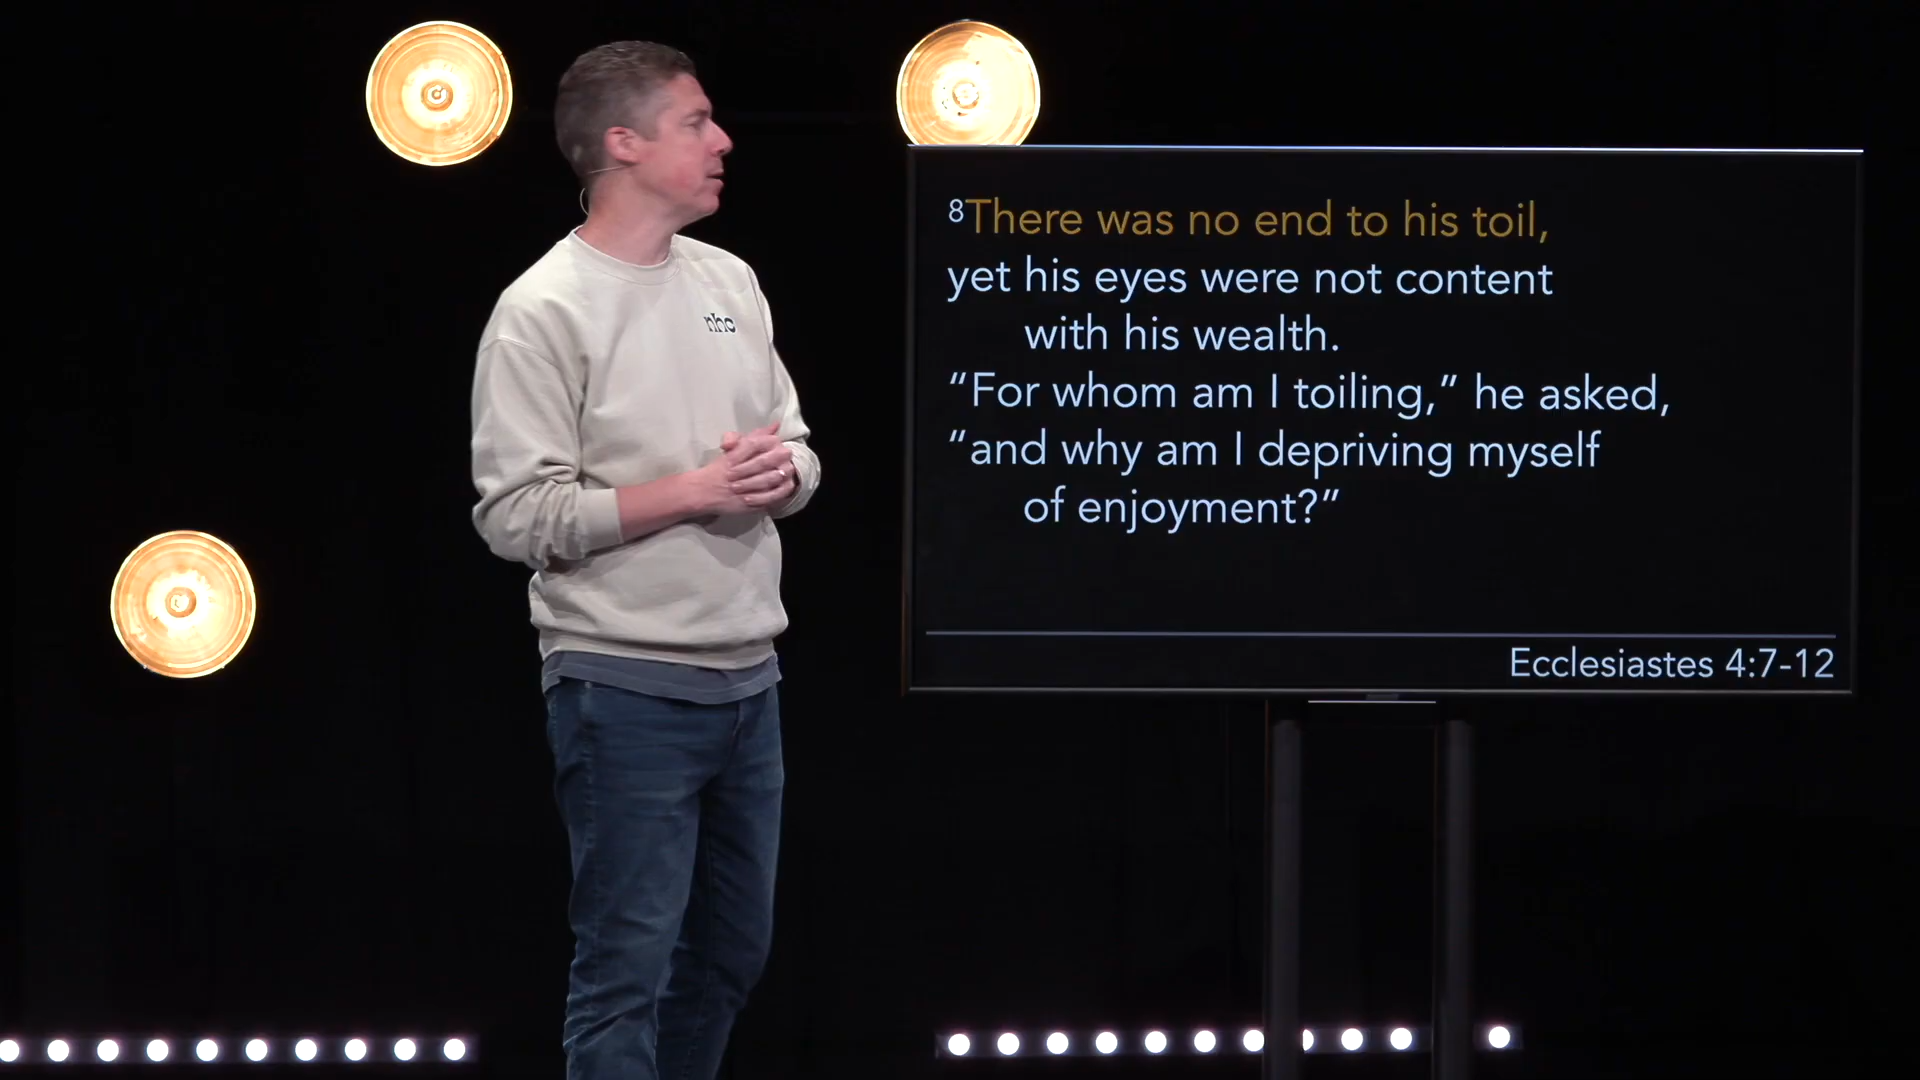 nhc
⁸There was no end to his toil,
yet his eyes were not content
with his wealth.
“For whom am I toiling,” he asked,
“and why am I depriving myself
of enjoyment?”
Ecclesiastes 4:7-12